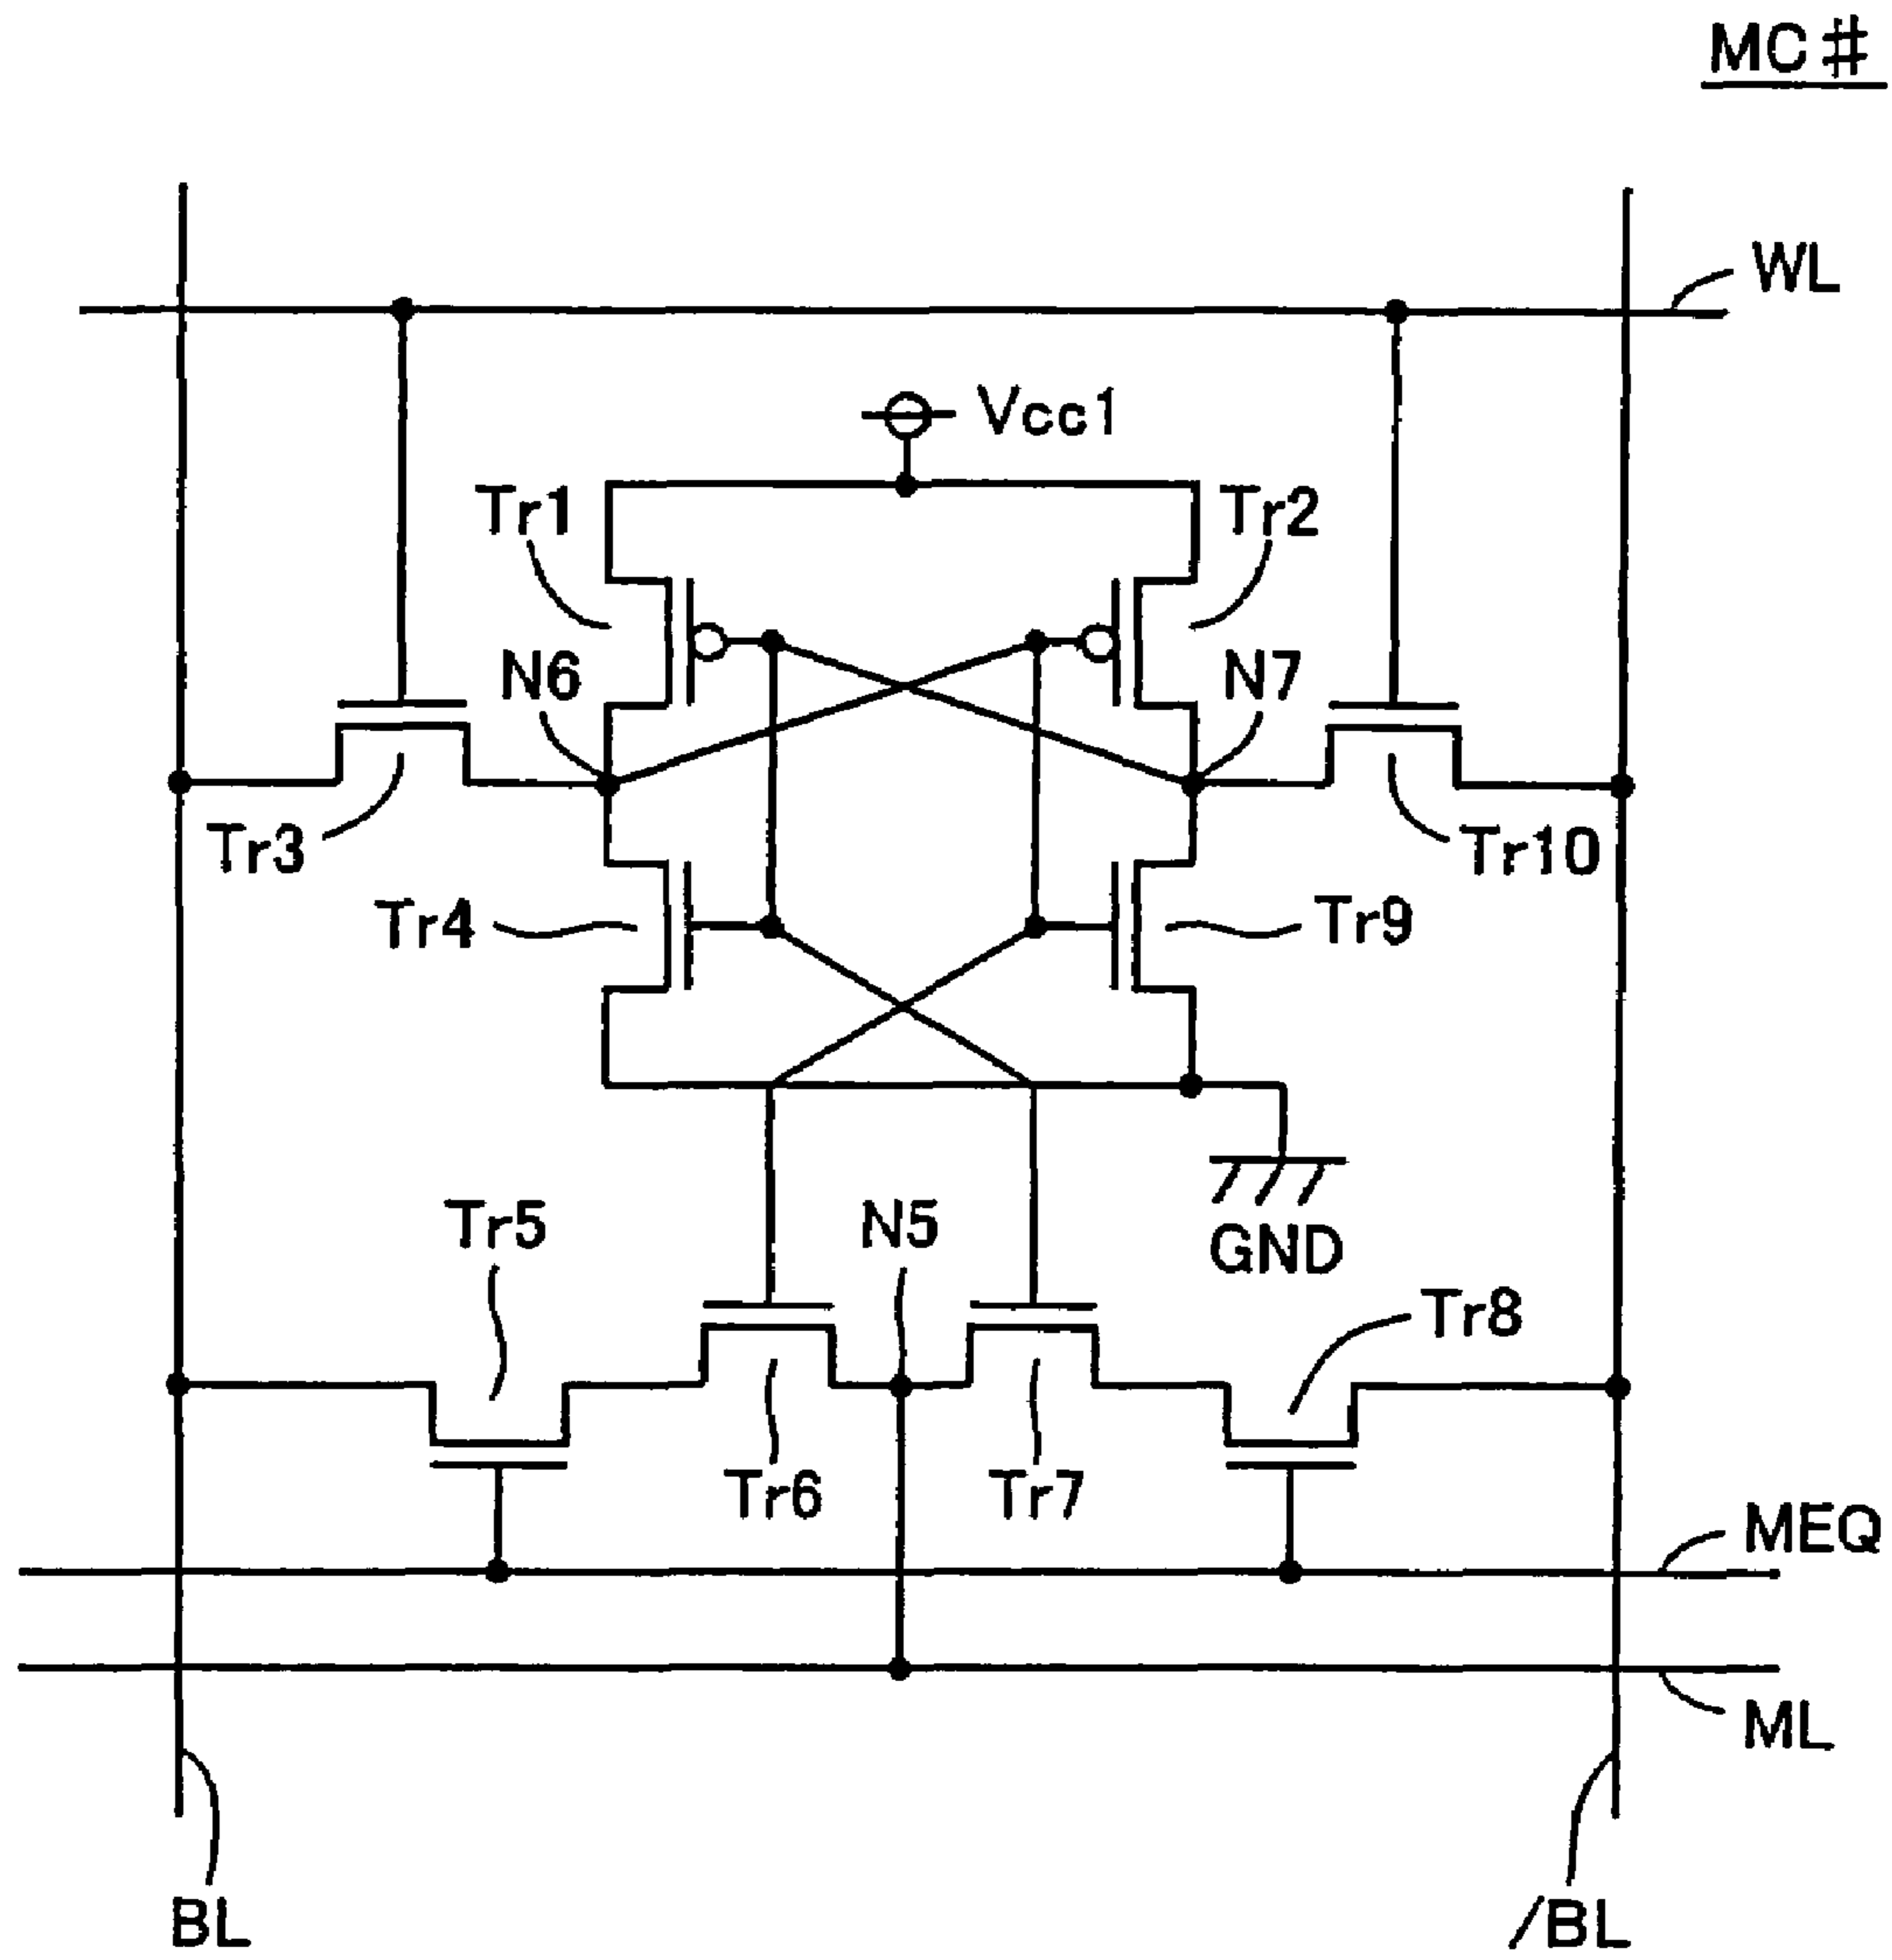 MC#
WL
Vcc1
Tr1
Tr2
N6
N7
Tr3
Tr10
Tr4
Tr9
Tr5
N5
GND
Tr8
Tr6
Tr7
MEQ
ML
BL
/BL